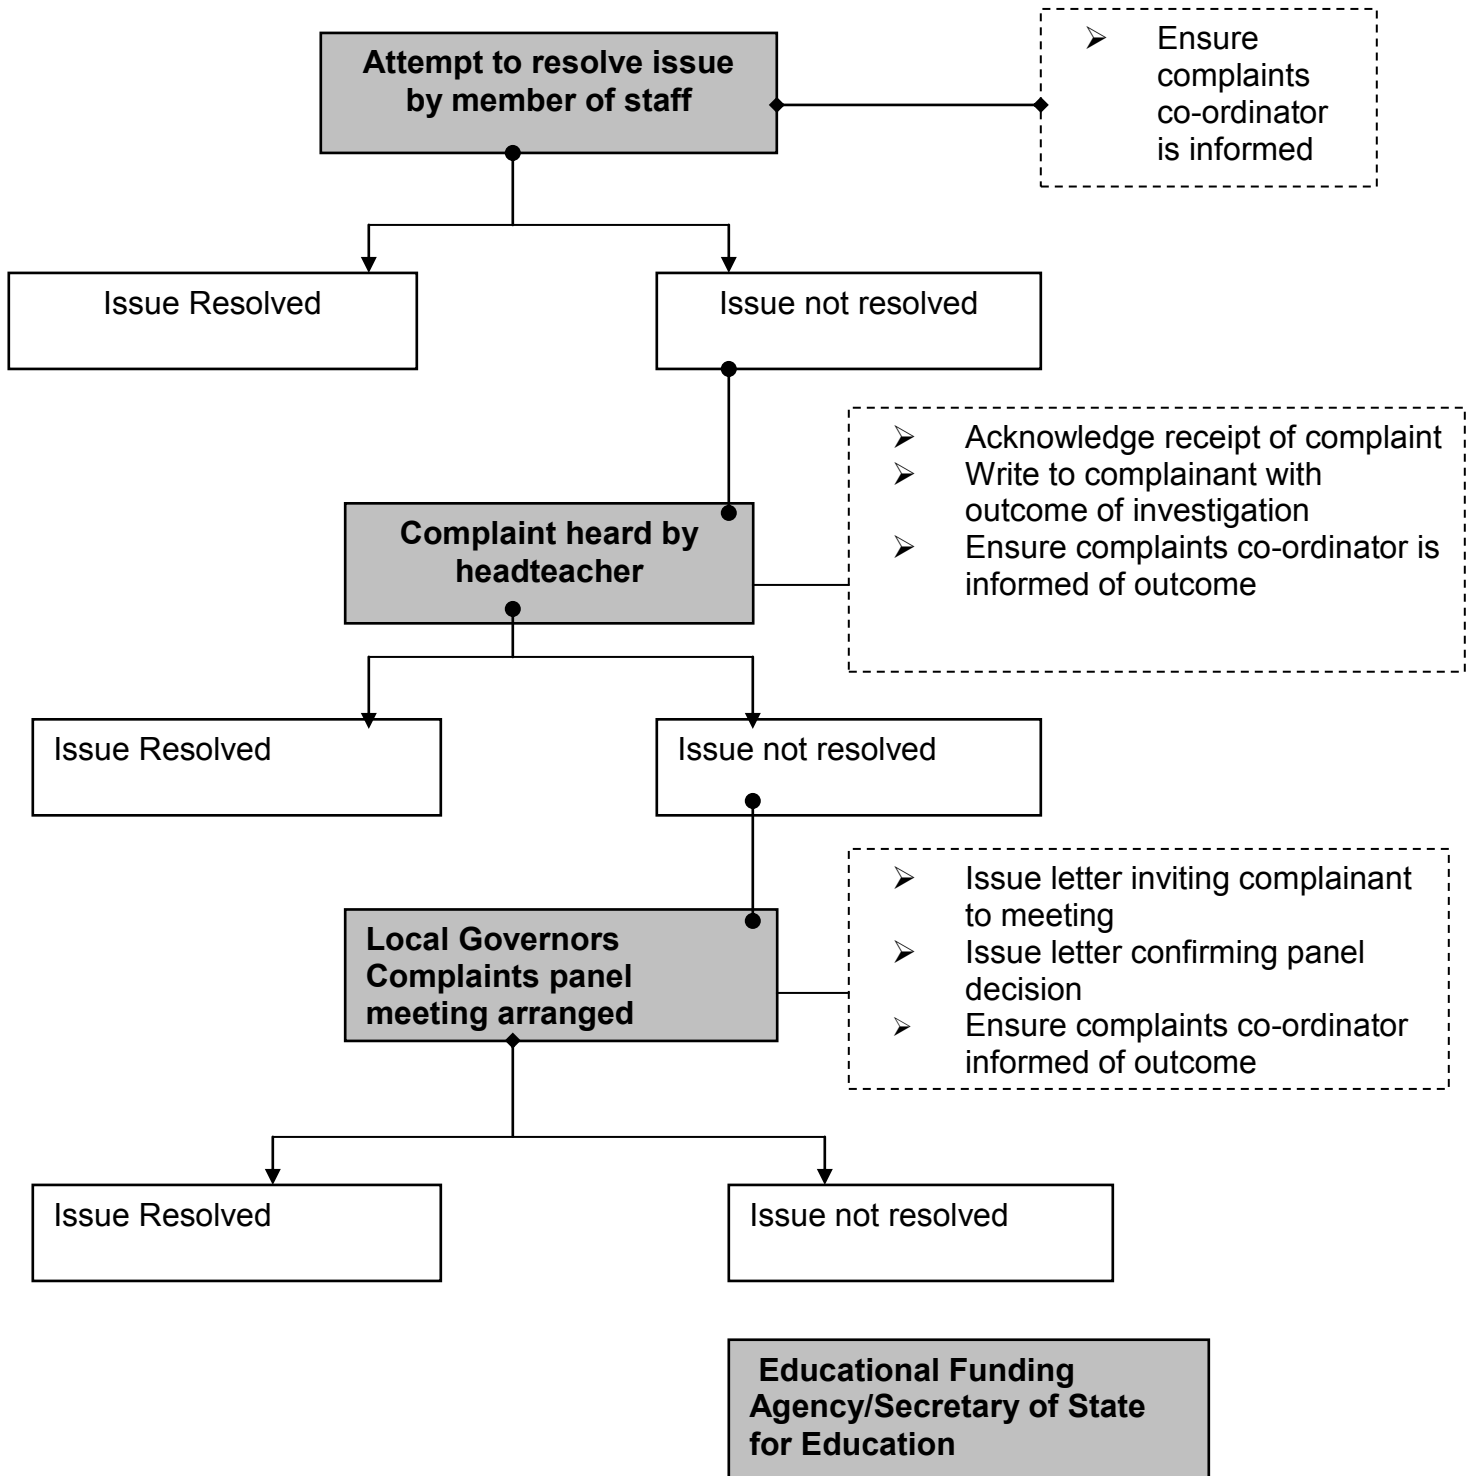 Attempt to resolve issue
by member of staff
➢ Ensure
complaints
co-ordinator
is informed
Issue Resolved
Issue not resolved
➢ Acknowledge receipt of complaint
➢ Write to complainant with
outcome of investigation
➢ Ensure complaints co-ordinator is
informed of outcome
Complaint heard by
headteacher
Issue Resolved
Issue not resolved
➢ Issue letter inviting complainant
to meeting
➢ Issue letter confirming panel
decision
➢ Ensure complaints co-ordinator
informed of outcome
Local Governors
Complaints panel
meeting arranged
Issue Resolved
Issue not resolved
Educational Funding
Agency/Secretary of State
for Education